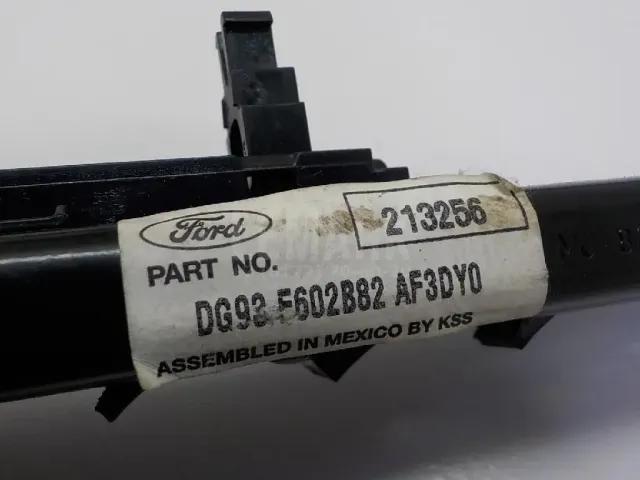 Ford
213256
PART NO.
DG93 F602B82 AF3DY0
ASSEMBLED IN MEXICO BY KSS